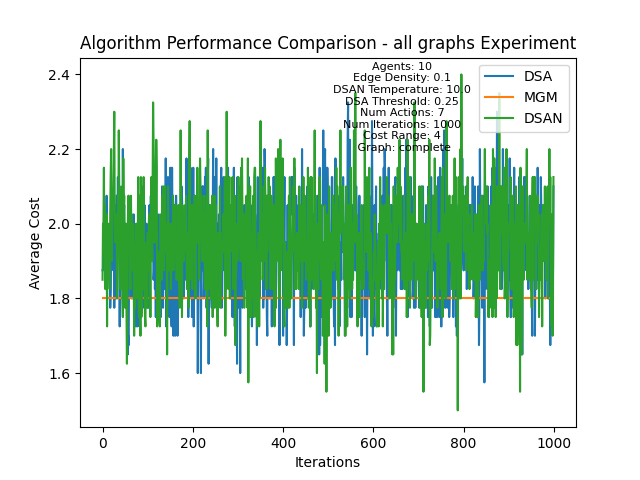 Algorithm Performance Comparison - all graphs Experiment
Agents: 10
Edge Density: 0.1
DSAN Temperature: 10.0
DSA Threshold: 0.25
Num Actions: 7
Num Iterations: 1000
Cost Range: 4
Graph: complete
DSA
MGM
DSAN
Average Cost
2.4
2.2
2.0
1.8
1.6
0
200
400
600
800
1000
Iterations